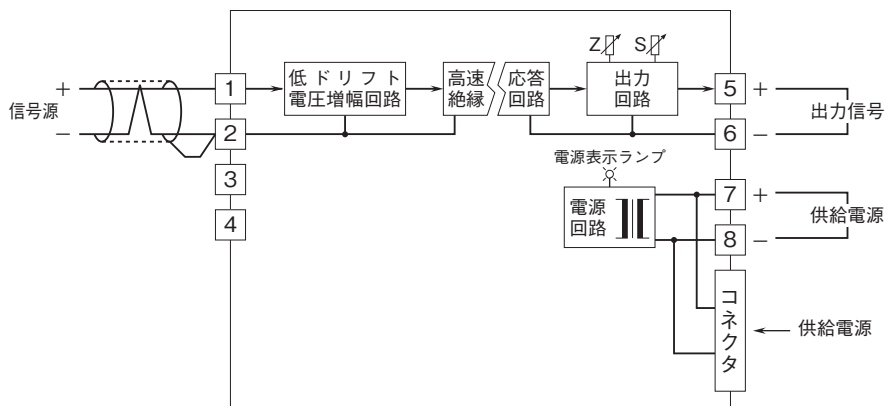 Z S
+ 1 低ドリフト 電圧増幅回路 高速 絶縁 応答 回路 出力 回路 5 +
信号源 出力信号
− 2 6 −
3 電源表示ランプ
電源 回路 7 +
4 供給電源
8 −
コネクタ
供給電源